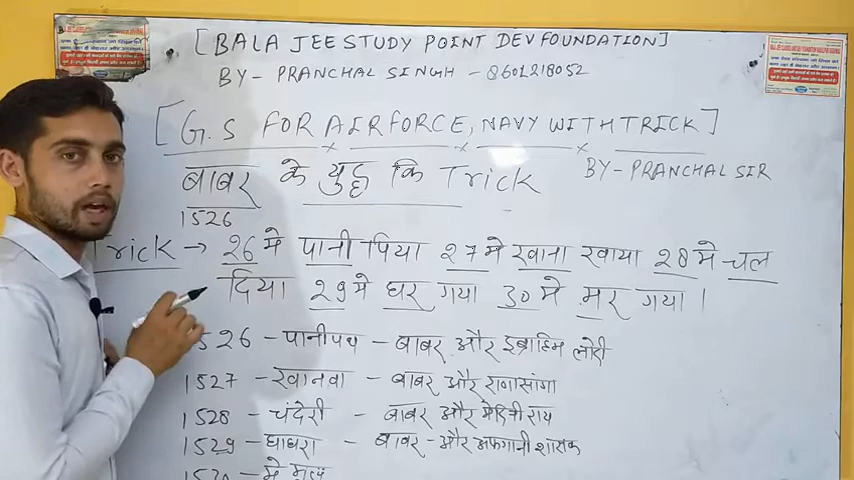 [BALA JEE STUDY POINT DEV FOUNDATION]
BY- PRANCHAL SINGH - 8601218052
[G.S FOR AIRFORCE, NAVY WITH TRICK]
बाबर के युद्ध कि Trick
BY- PRANCHAL SIR
1526
Trick → 26 मे पानी पिया 27 मे खाना खाया 28 मे चल
दिया 29 मे घर गया 30 मे मर गया।
1526 - पानीपथ - बाबर और इब्राहिम लोदी
1527 - खानवा - बाबर और राणासांगा
1528 - चंदेरी - बाबर और मेदिनी राय
1529 - घाघरा - बाबर - और अफगानी शासक
1530 - मे मृत्यु